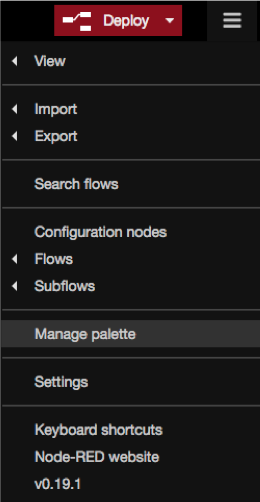 Deploy
View
Import
Export
Search flows
Configuration nodes
Flows
Subflows
Manage palette
Settings
Keyboard shortcuts
Node-RED website
v0.19.1